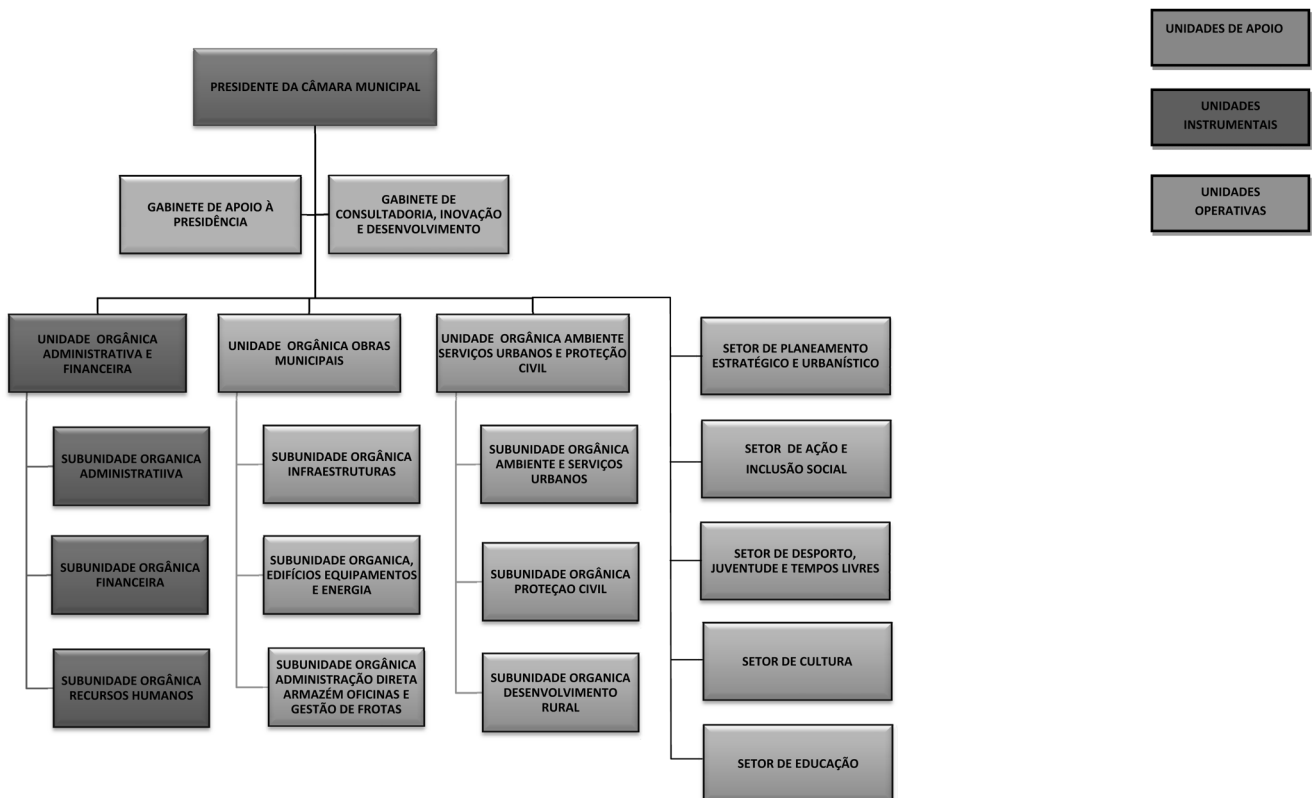 UNIDADES DE APOIO
PRESIDENTE DA CÂMARA MUNICIPAL
UNIDADES
INSTRUMENTAIS
GABINETE DE APOIO À
PRESIDÊNCIA
GABINETE DE
CONSULTADORIA, INOVAÇÃO
E DESENVOLVIMENTO
UNIDADES
OPERATIVAS
UNIDADE ORGÂNICA
ADMINISTRATIVA E
FINANCEIRA
UNIDADE ORGÂNICA OBRAS
MUNICIPAIS
UNIDADE ORGÂNICA AMBIENTE
SERVIÇOS URBANOS E PROTEÇÃO
CIVIL
SETOR DE PLANEAMENTO
ESTRATÉGICO E URBANÍSTICO
SUBUNIDADE ORGANICA
ADMINISTRATIIVA
SUBUNIDADE ORGÂNICA
INFRAESTRUTURAS
SUBUNIDADE ORGÂNICA
AMBIENTE E SERVIÇOS
URBANOS
SETOR DE AÇÃO E
INCLUSÃO SOCIAL
SUBUNIDADE ORGÂNICA
FINANCEIRA
SUBUNIDADE ORGANICA,
EDIFÍCIOS EQUIPAMENTOS
E ENERGIA
SUBUNIDADE ORGÂNICA
PROTEÇAO CIVIL
SETOR DE DESPORTO,
JUVENTUDE E TEMPOS LIVRES
SUBUNIDADE ORGÂNICA
RECURSOS HUMANOS
SUBUNIDADE ORGÂNICA
ADMINISTRAÇÃO DIRETA
ARMAZÉM OFICINAS E
GESTÃO DE FROTAS
SUBUNIDADE ORGANICA
DESENVOLVIMENTO
RURAL
SETOR DE CULTURA
SETOR DE EDUCAÇÃO